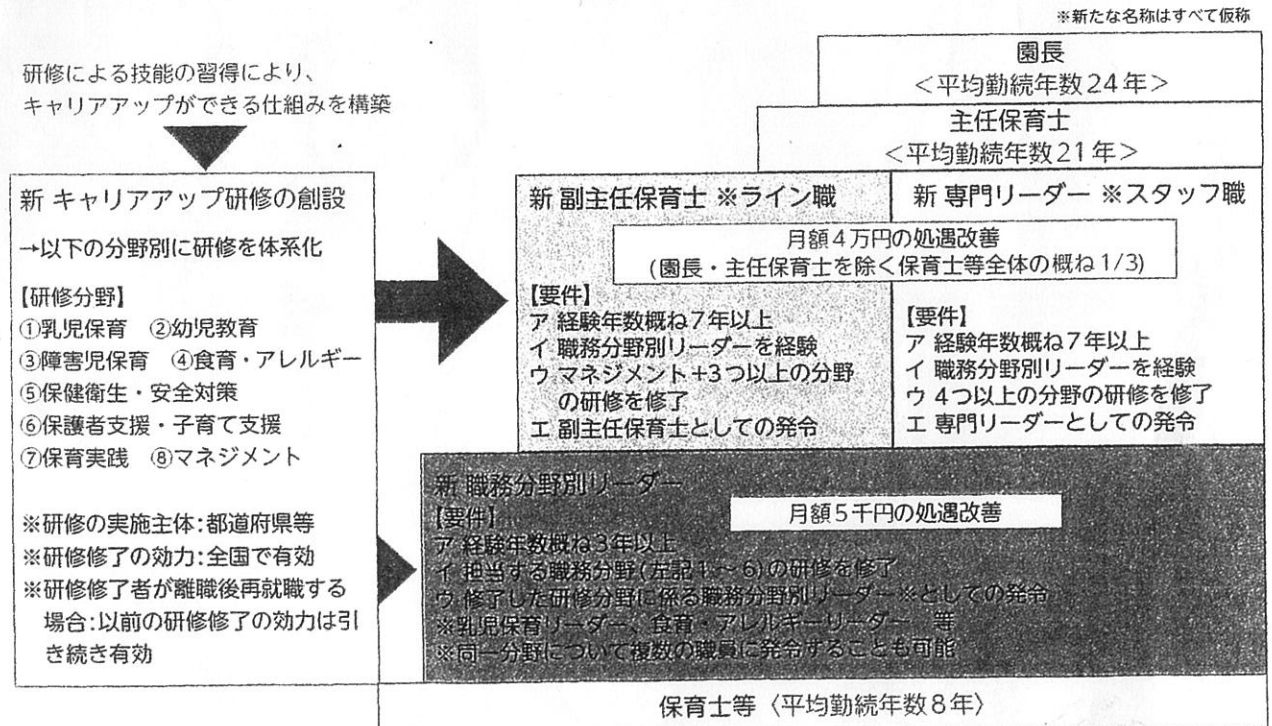 ※新たな名称はすべて仮称
研修による技能の習得により、
キャリアアップができる仕組みを構築
園長
＜平均勤続年数24年＞
主任保育士
＜平均勤続年数21年＞
新 キャリアアップ研修の創設
→以下の分野別に研修を体系化
【研修分野】
①乳児保育　②幼児教育
③障害児保育　④食育・アレルギー
⑤保健衛生・安全対策
⑥保護者支援・子育て支援
⑦保育実践　⑧マネジメント
※研修の実施主体:都道府県等
※研修修了の効力:全国で有効
※研修修了者が離職後再就職する
場合:以前の研修修了の効力は引
き続き有効
新 副主任保育士 ※ライン職
新 専門リーダー ※スタッフ職
月額4万円の処遇改善
(園長・主任保育士を除く保育士等全体の概ね1/3)
【要件】
ア 経験年数概ね7年以上
イ 職務分野別リーダーを経験
ウ マネジメント+3つ以上の分野
の研修を修了
エ 副主任保育士としての発令
【要件】
ア 経験年数概ね7年以上
イ 職務分野別リーダーを経験
ウ 4つ以上の分野の研修を修了
エ 専門リーダーとしての発令
新 職務分野別リーダー
月額5千円の処遇改善
【要件】
ア 経験年数概ね3年以上
イ 担当する職務分野(左記1～6)の研修を修了
ウ 修了した研修分野に係る職務分野別リーダー※としての発令
※乳児保育リーダー、食育・アレルギーリーダー　等
※同一分野について複数の職員に発令することも可能
保育士等〈平均勤続年数8年〉